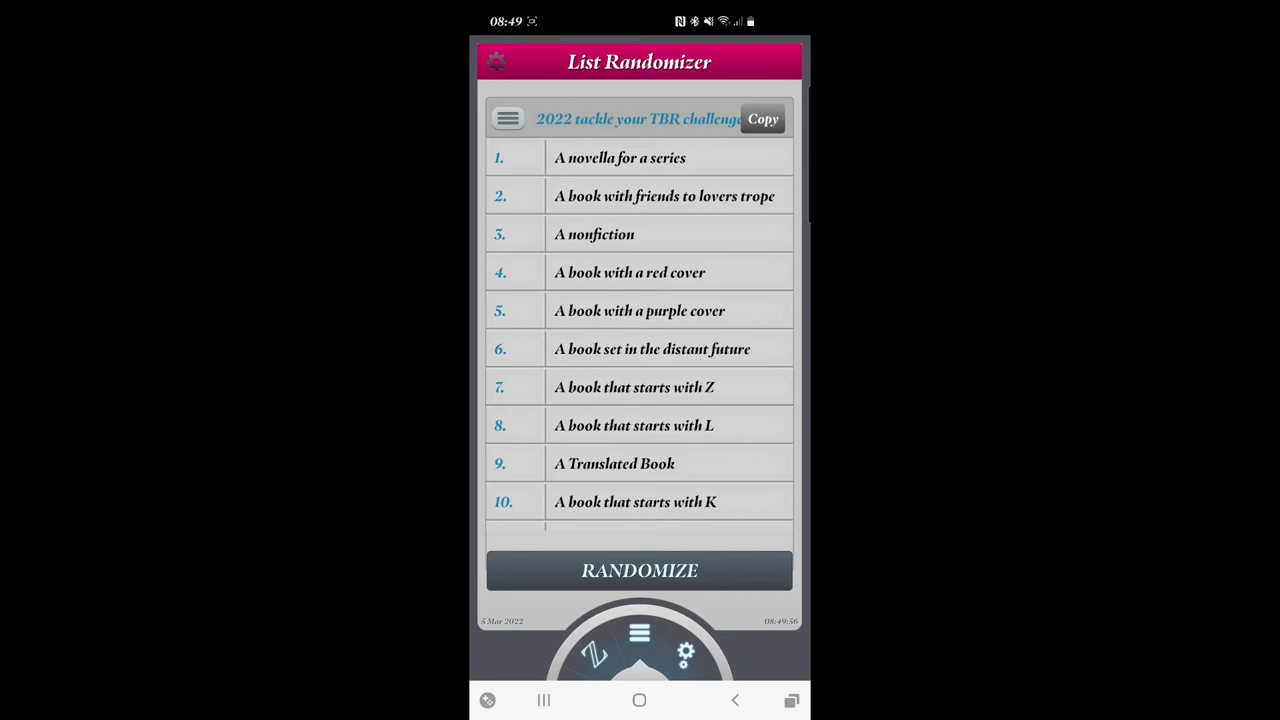 08:49
List Randomizer
2022 tackle your TBR challenge
Copy
1. A novella for a series
2. A book with friends to lovers trope
3. A nonfiction
4. A book with a red cover
5. A book with a purple cover
6. A book set in the distant future
7. A book that starts with Z
8. A book that starts with L
9. A Translated Book
10. A book that starts with K
RANDOMIZE
5 Mar 2022
08:49:56
Z